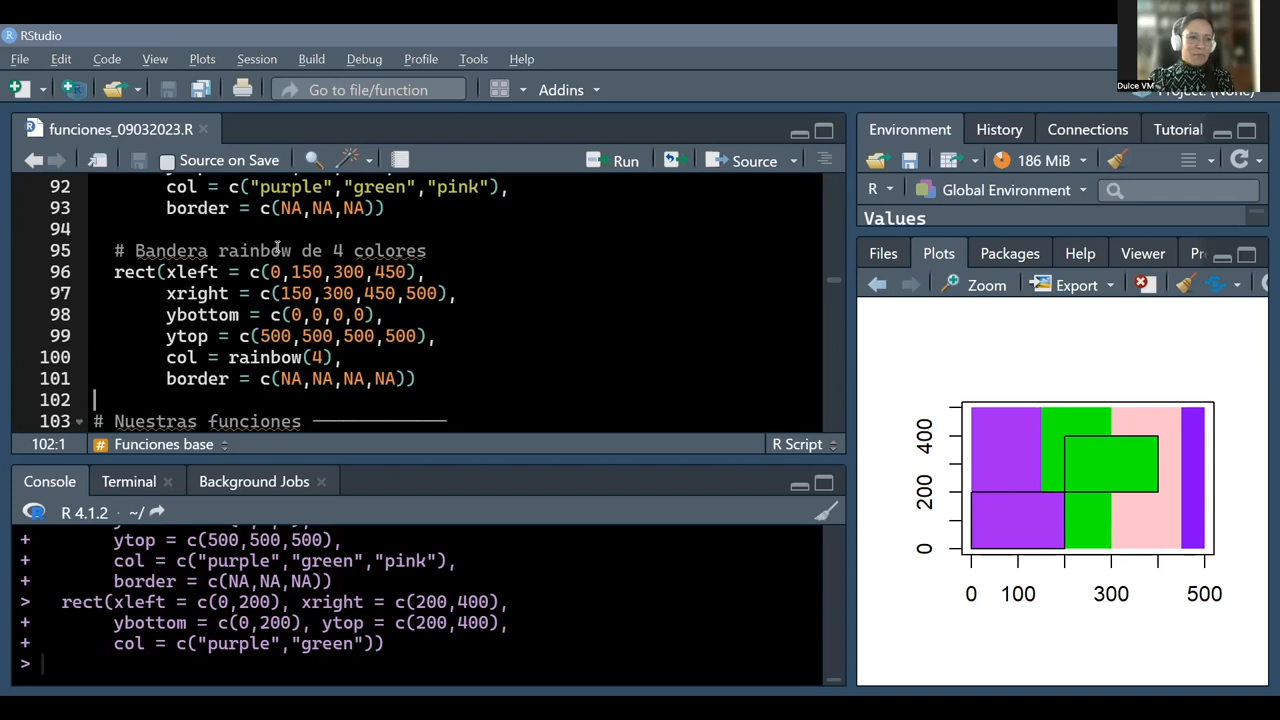 RStudio
File Edit Code View Plots Session Build Debug Profile Tools Help
Go to file/function Addins
Dulce VM
funciones_09032023.R
Source on Save Run Source
92 col = c("purple","green","pink"),
93 border = c(NA,NA,NA))
94
95 # Bandera rainbow de 4 colores
96 rect(xleft = c(0,150,300,450),
97 xright = c(150,300,450,500),
98 ybottom = c(0,0,0,0),
99 ytop = c(500,500,500,500),
100 col = rainbow(4),
101 border = c(NA,NA,NA,NA))
102
103 # Nuestras funciones
102:1 # Funciones base R Script
Console Terminal Background Jobs
R 4.1.2 · ~/
+ ytop = c(500,500,500),
+ col = c("purple","green","pink"),
+ border = c(NA,NA,NA))
> rect(xleft = c(0,200), xright = c(200,400),
+ ybottom = c(0,200), ytop = c(200,400),
+ col = c("purple","green"))
>
Environment History Connections Tutorial
186 MiB
R Global Environment
Values
Files Plots Packages Help Viewer
Zoom Export
400
200
0
0 100 300 500